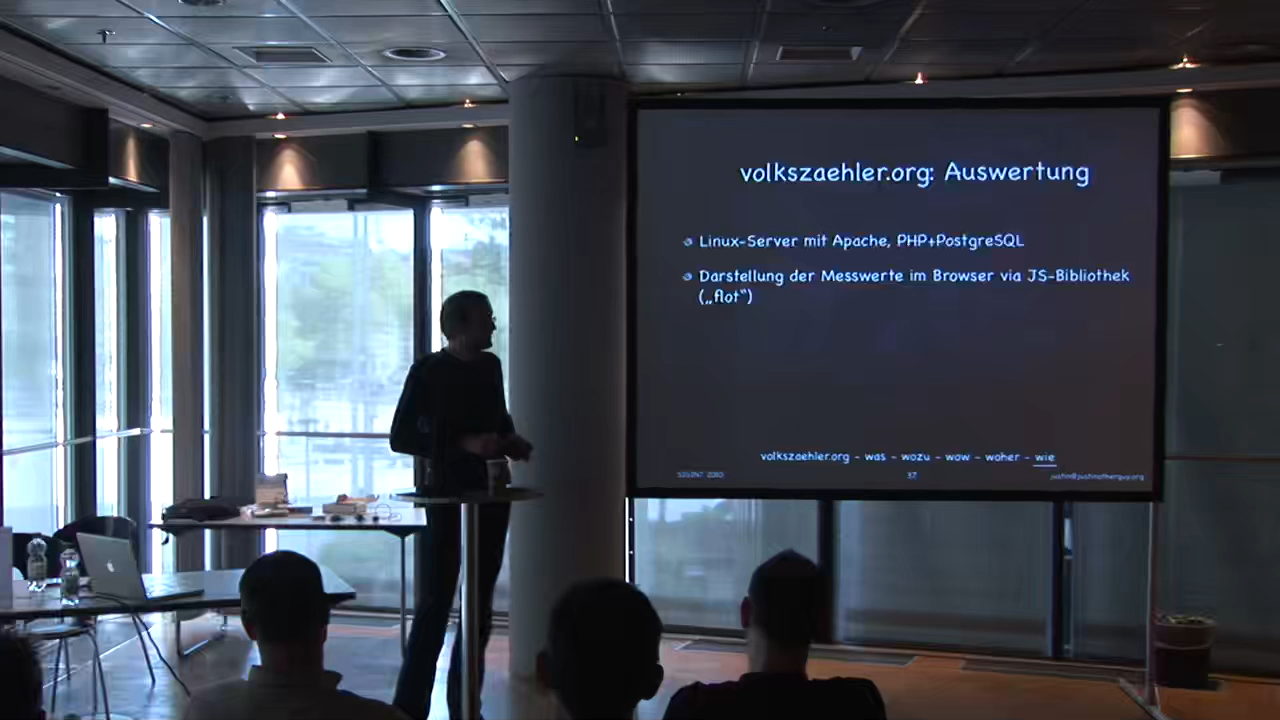 volkszaehler.org: Auswertung
Linux-Server mit Apache, PHP+PostgreSQL
Darstellung der Messwerte im Browser via JS-Bibliothek
(„flot“)
volkszaehler.org - was - wozu - wow - woher - wie
2010
37